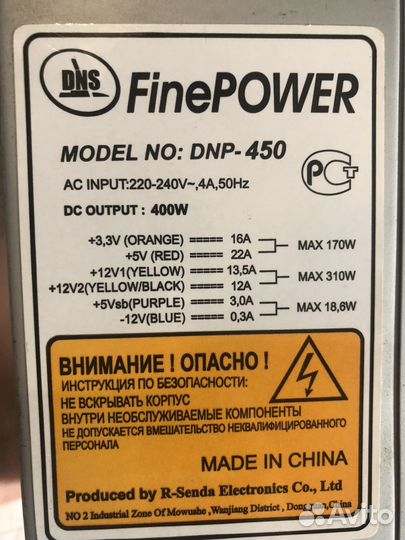 DNS
FinePOWER
MODEL NO: DNP-450
AC INPUT:220-240V~,4A,50Hz
DC OUTPUT : 400W
РСТ
+3,3V (ORANGE) ===== 16A
+5V (RED) ===== 22A
MAX 170W
+12V1(YELLOW) ===== 13,5A
+12V2(YELLOW/BLACK) ===== 12A
MAX 310W
+5Vsb(PURPLE) ===== 3,0A
-12V(BLUE) ===== 0,3A
MAX 18,6W
ВНИМАНИЕ ! ОПАСНО !
ИНСТРУКЦИЯ ПО БЕЗОПАСНОСТИ:
НЕ ВСКРЫВАТЬ КОРПУС
ВНУТРИ НЕОБСЛУЖИВАЕМЫЕ КОМПОНЕНТЫ
НЕ ДОПУСКАЕТСЯ ВМЕШАТЕЛЬСТВО НЕКВАЛИФИЦИРОВАННОГО
ПЕРСОНАЛА
MADE IN CHINA
Produced by R-Senda Electronics Co., Ltd
NO 2 Industrial Zone Of Mowushe , Wanjiang District , Dongguan,China
Avito